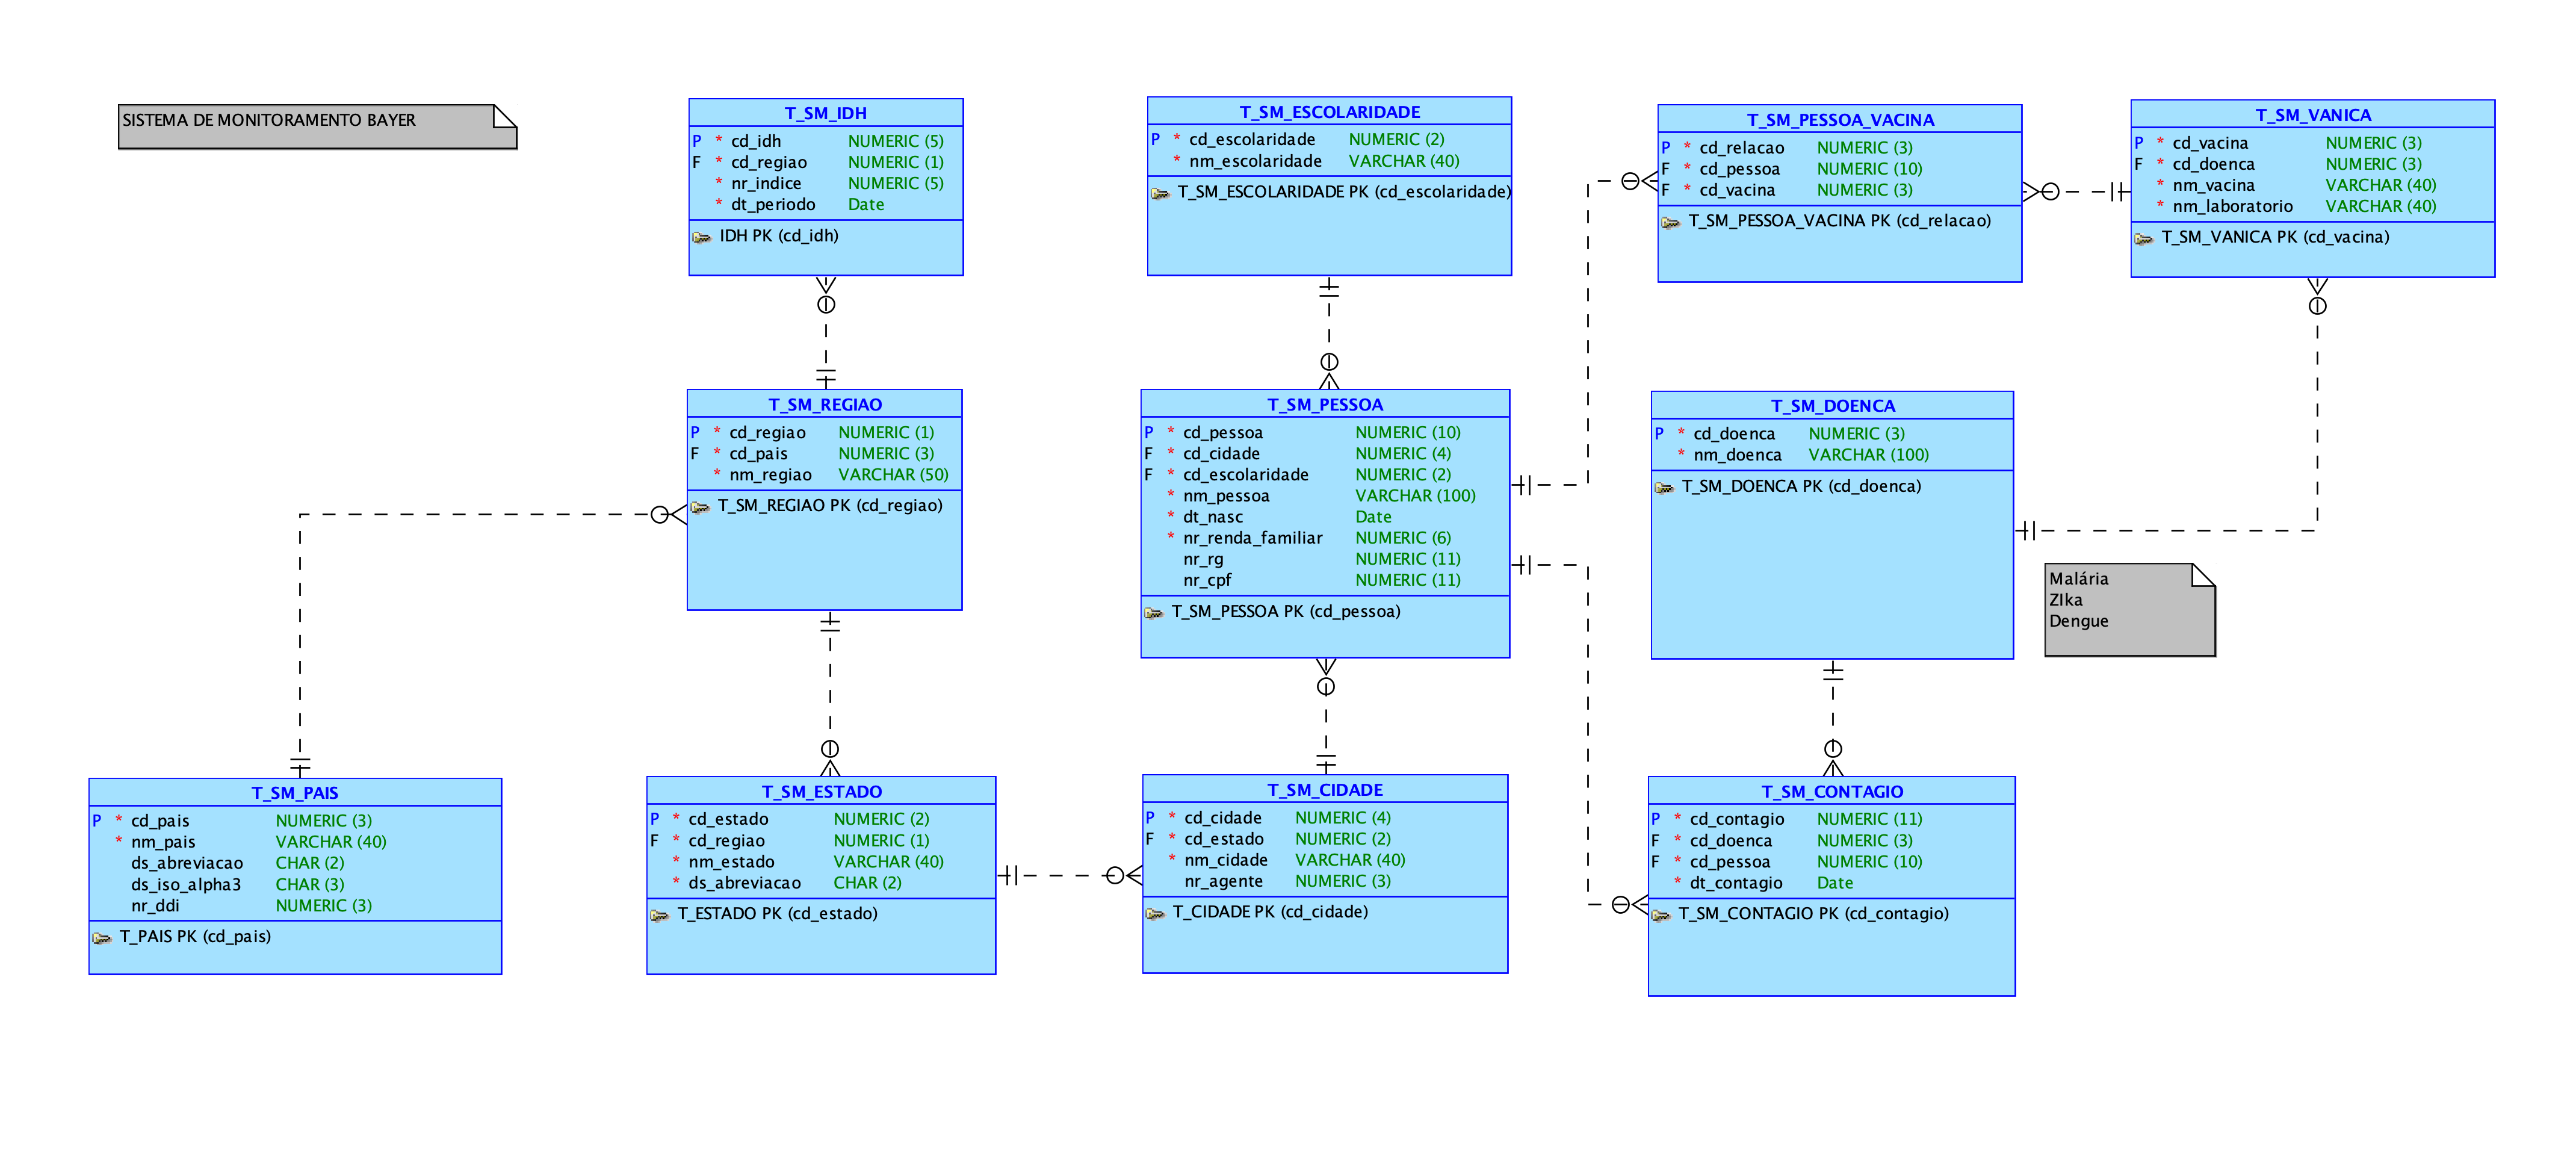 SISTEMA DE MONITORAMENTO BAYER
T_SM_IDH
P * cd_idh NUMERIC (5)
F * cd_regiao NUMERIC (1)
* nr_indice NUMERIC (5)
* dt_periodo Date
IDH PK (cd_idh)
T_SM_ESCOLARIDADE
P * cd_escolaridade NUMERIC (2)
* nm_escolaridade VARCHAR (40)
T_SM_ESCOLARIDADE PK (cd_escolaridade)
T_SM_PESSOA_VACINA
P * cd_relacao NUMERIC (3)
F * cd_pessoa NUMERIC (10)
F * cd_vacina NUMERIC (3)
T_SM_PESSOA_VACINA PK (cd_relacao)
T_SM_VANICA
P * cd_vacina NUMERIC (3)
F * cd_doenca NUMERIC (3)
* nm_vacina VARCHAR (40)
* nm_laboratorio VARCHAR (40)
T_SM_VANICA PK (cd_vacina)
T_SM_REGIAO
P * cd_regiao NUMERIC (1)
F * cd_pais NUMERIC (3)
* nm_regiao VARCHAR (50)
T_SM_REGIAO PK (cd_regiao)
T_SM_PESSOA
P * cd_pessoa NUMERIC (10)
F * cd_cidade NUMERIC (4)
F * cd_escolaridade NUMERIC (2)
* nm_pessoa VARCHAR (100)
* dt_nasc Date
* nr_renda_familiar NUMERIC (6)
nr_rg NUMERIC (11)
nr_cpf NUMERIC (11)
T_SM_PESSOA PK (cd_pessoa)
T_SM_DOENCA
P * cd_doenca NUMERIC (3)
* nm_doenca VARCHAR (100)
T_SM_DOENCA PK (cd_doenca)
Malária
ZIka
Dengue
T_SM_PAIS
P * cd_pais NUMERIC (3)
* nm_pais VARCHAR (40)
ds_abreviacao CHAR (2)
ds_iso_alpha3 CHAR (3)
nr_ddi NUMERIC (3)
T_PAIS PK (cd_pais)
T_SM_ESTADO
P * cd_estado NUMERIC (2)
F * cd_regiao NUMERIC (1)
* nm_estado VARCHAR (40)
* ds_abreviacao CHAR (2)
T_ESTADO PK (cd_estado)
T_SM_CIDADE
P * cd_cidade NUMERIC (4)
F * cd_estado NUMERIC (2)
* nm_cidade VARCHAR (40)
nr_agente NUMERIC (3)
T_CIDADE PK (cd_cidade)
T_SM_CONTAGIO
P * cd_contagio NUMERIC (11)
F * cd_doenca NUMERIC (3)
F * cd_pessoa NUMERIC (10)
* dt_contagio Date
T_SM_CONTAGIO PK (cd_contagio)